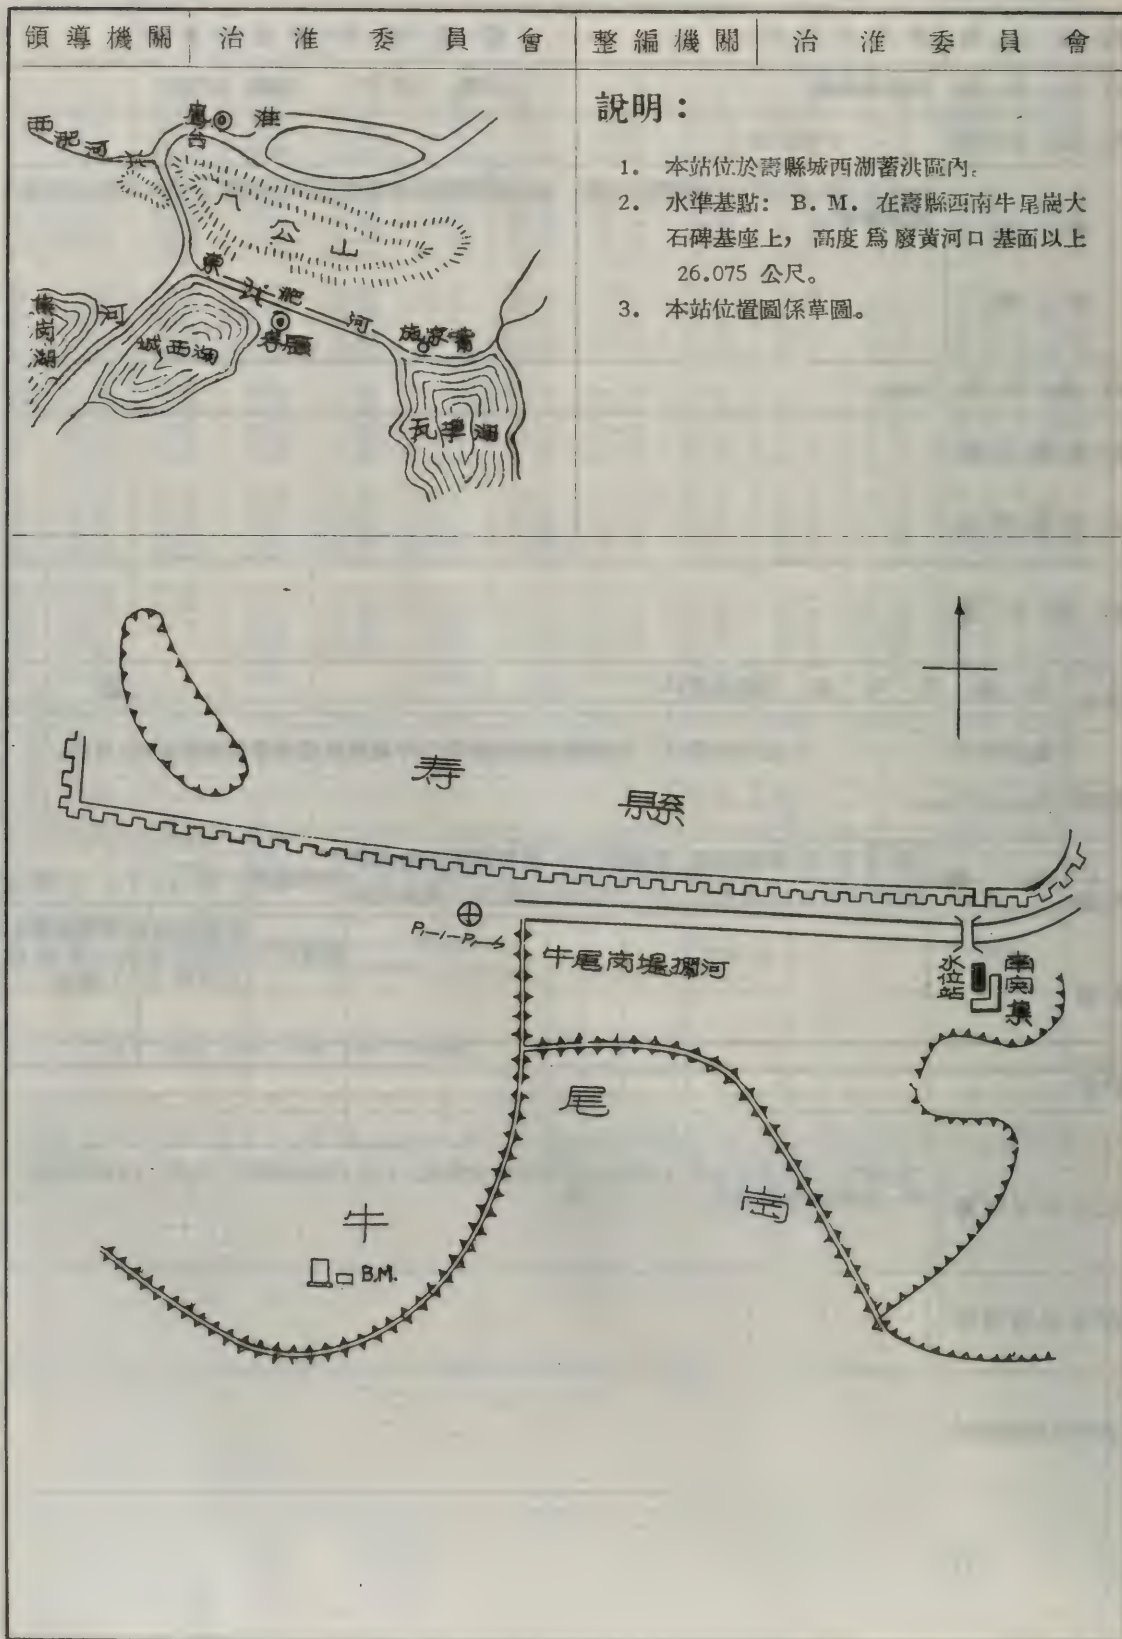 領導機關 治淮委員會 整編機關 治淮委員會
說明：
1. 本站位於壽縣城西湖蓄洪區內。
2. 水準基點： B. M. 在壽縣西南牛尾崗大
石碑基座上， 高度爲廢黃河口基面以上
26.075 公尺。
3. 本站位置圖係草圖。
鳳台
淮
西淝河
八公山
東淝河
河
城西湖
壽縣
瓦埠湖
寿縣
P₁—1—P₁—6
牛尾崗堤攔河
水位站
牛尾崗
B.M.